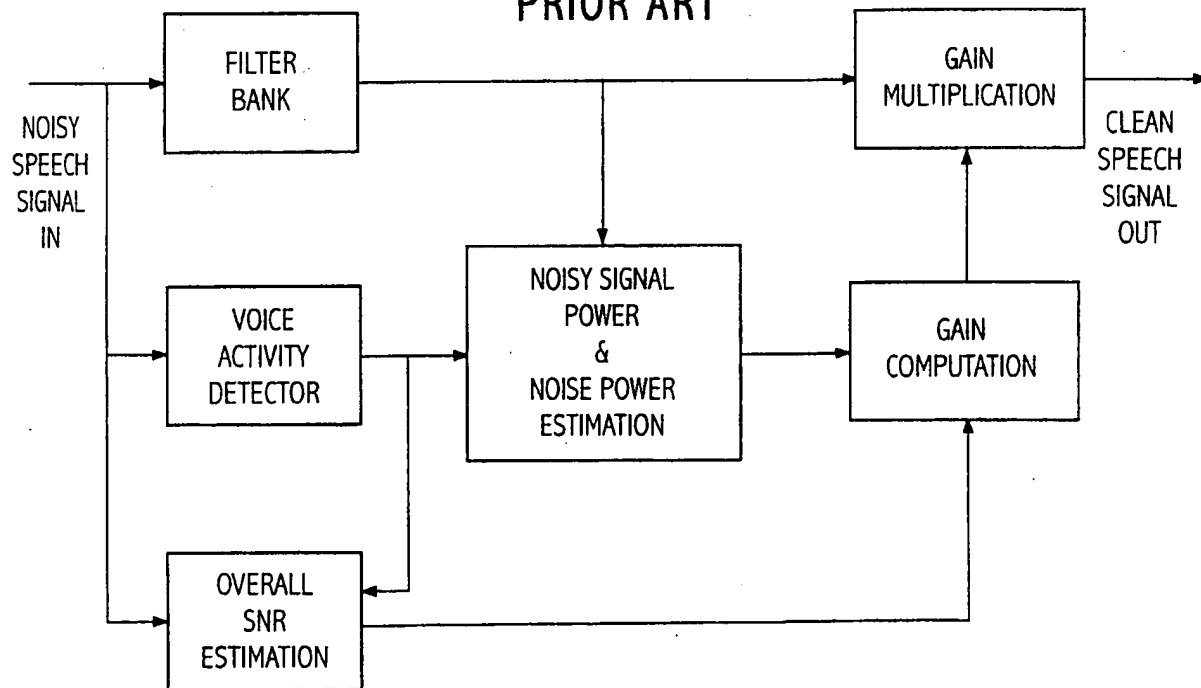 PRIOR ART
FILTER
BANK
GAIN
MULTIPLICATION
NOISY
SPEECH
SIGNAL
IN
CLEAN
SPEECH
SIGNAL
OUT
VOICE
ACTIVITY
DETECTOR
NOISY SIGNAL
POWER
&
NOISE POWER
ESTIMATION
GAIN
COMPUTATION
OVERALL
SNR
ESTIMATION